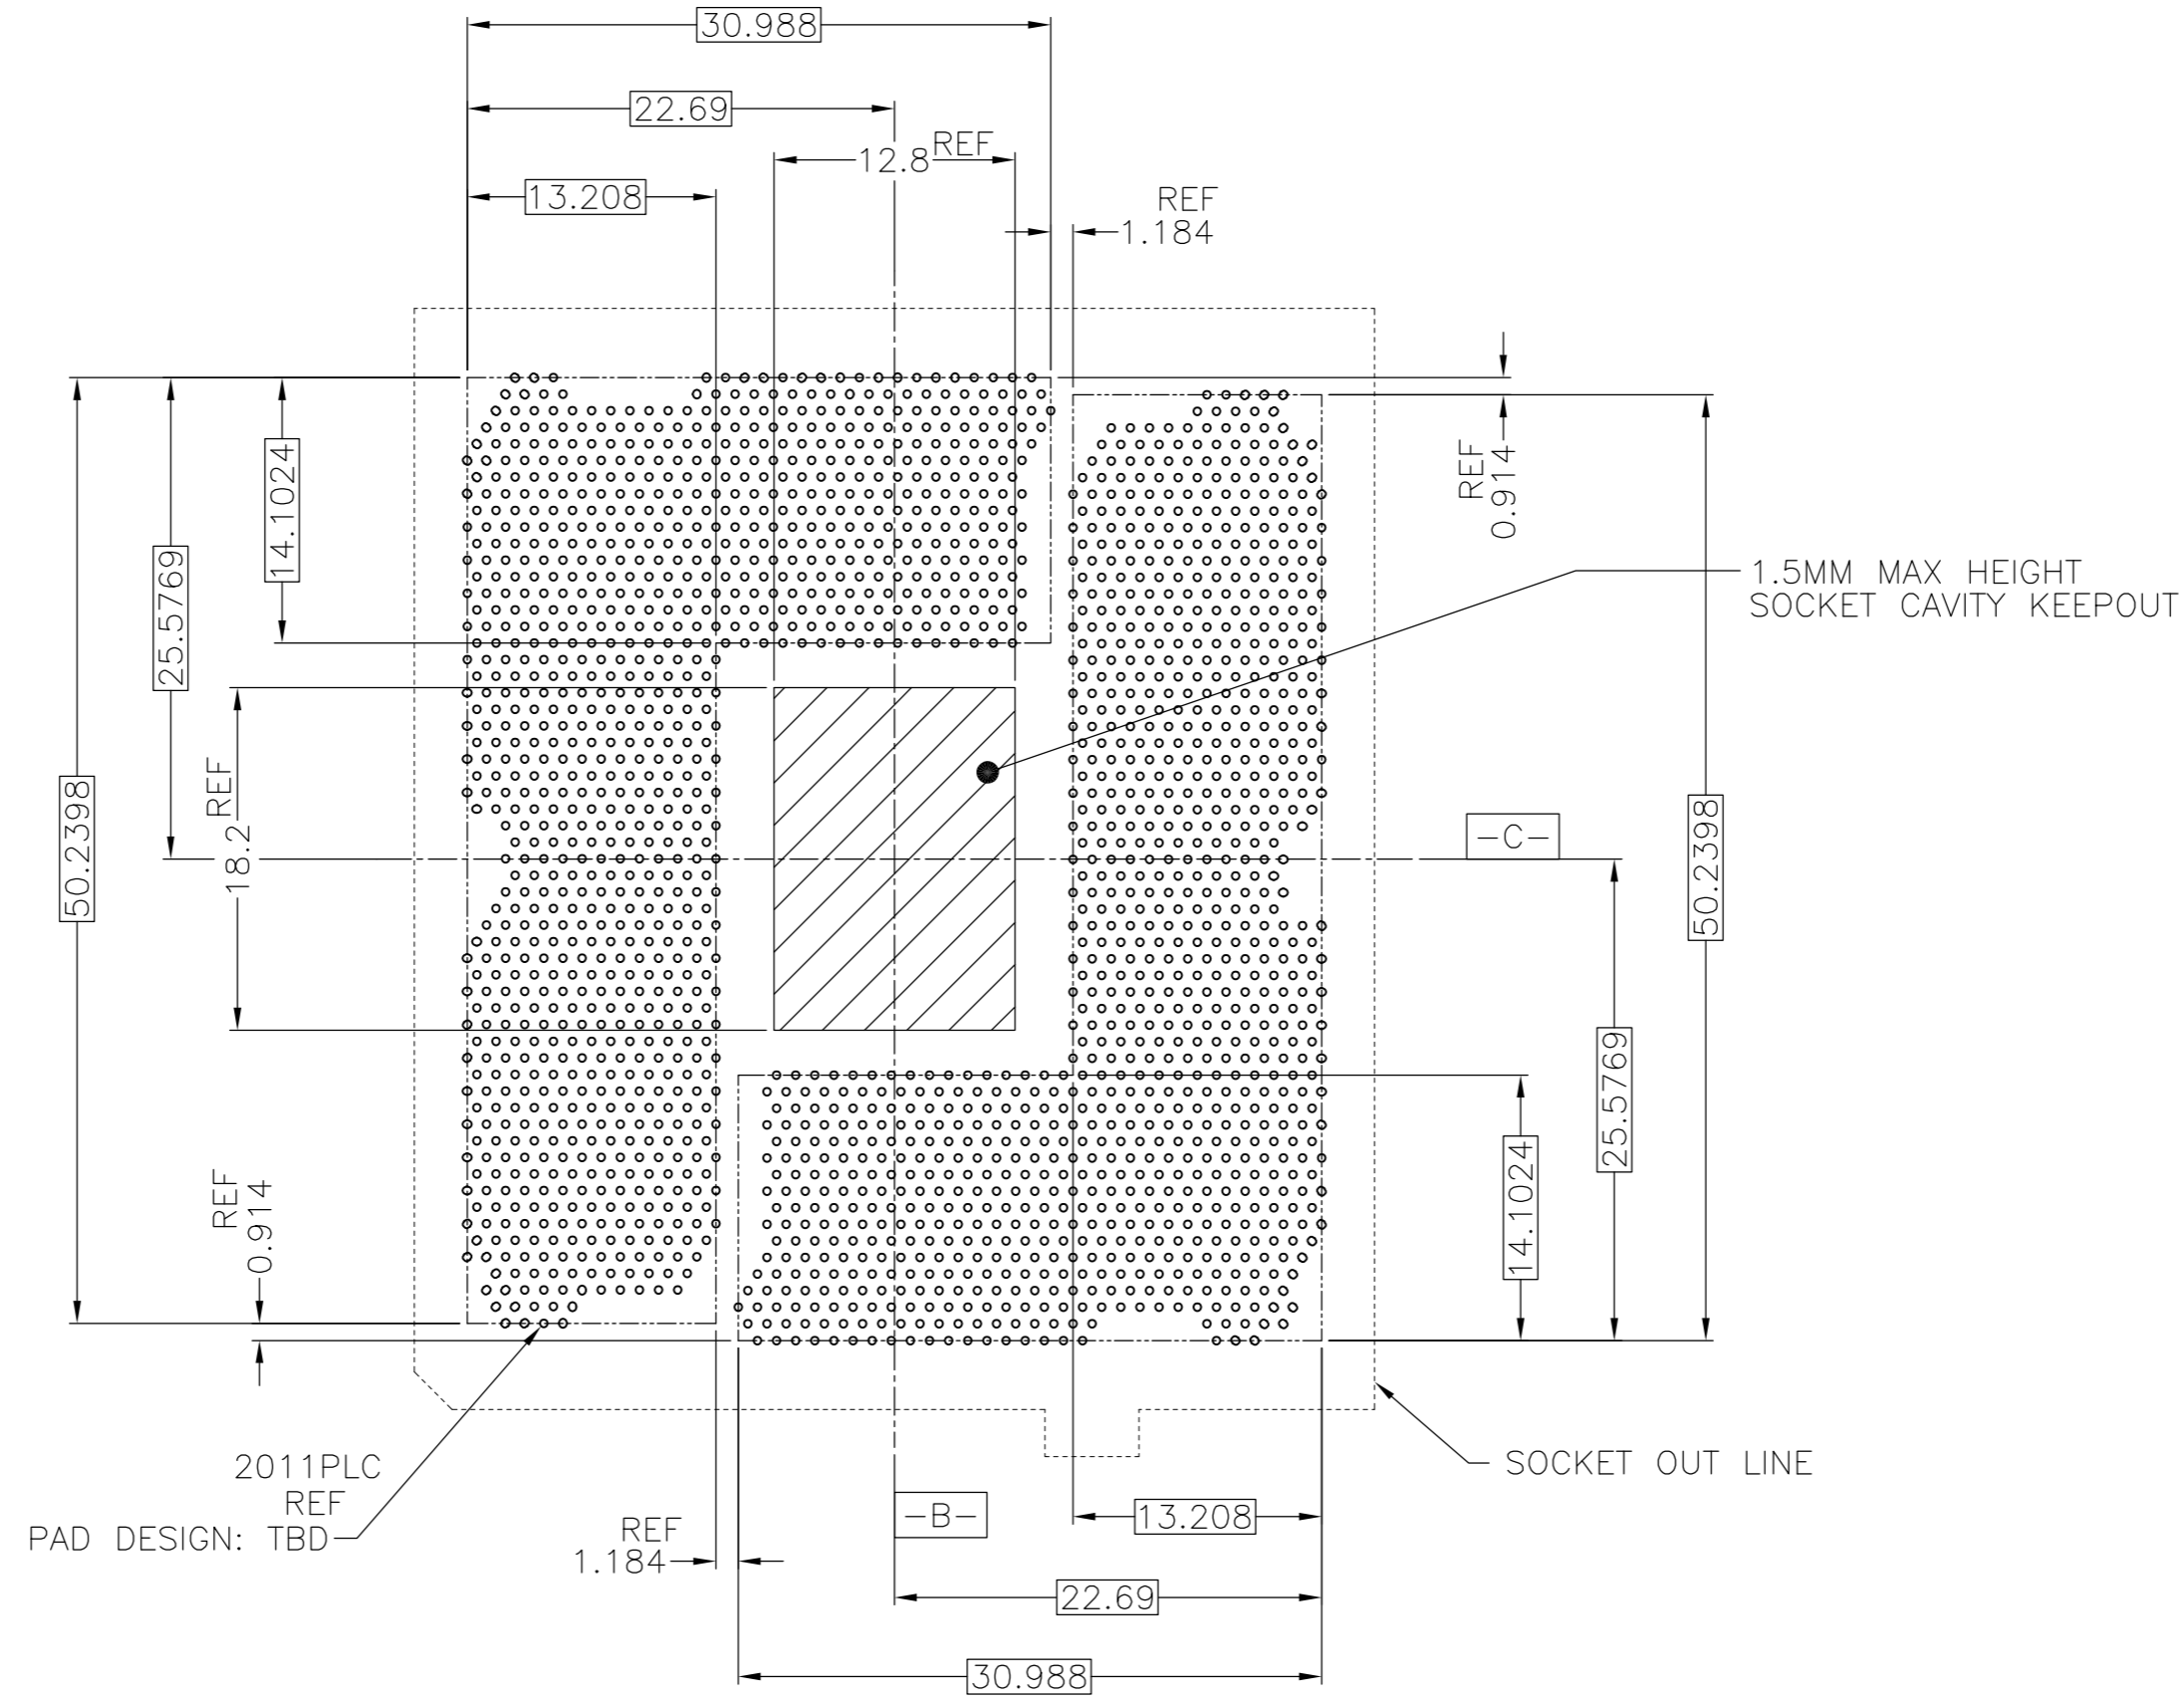 30.988
22.69
12.8 REF
13.208
REF
1.184
14.1024
25.5769
50.2398
18.2 REF
REF
0.914
1.5MM MAX HEIGHT
SOCKET CAVITY KEEPOUT
-C-
50.2398
25.5769
14.1024
REF
0.914
2011PLC
REF
PAD DESIGN: TBD
SOCKET OUT LINE
-B-
13.208
REF
1.184
22.69
30.988